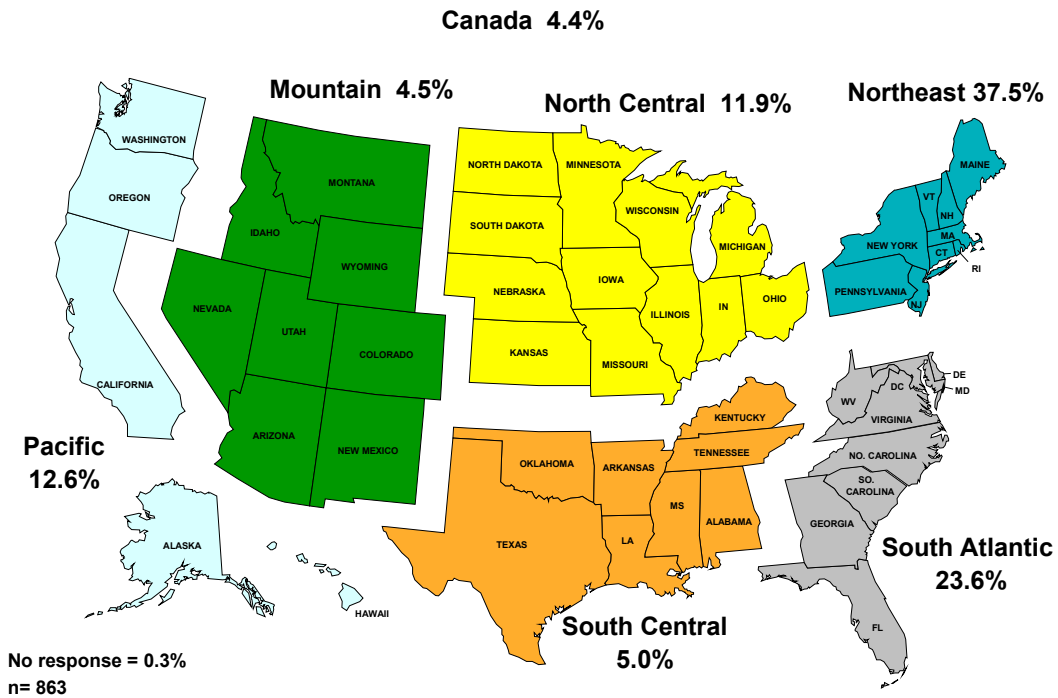 Canada 4.4%
Mountain 4.5%
North Central 11.9%
Northeast 37.5%
WASHINGTON
OREGON
CALIFORNIA
Pacific
12.6%
ALASKA
HAWAII
MONTANA
IDAHO
WYOMING
NEVADA
UTAH
COLORADO
ARIZONA
NEW MEXICO
NORTH DAKOTA
MINNESOTA
SOUTH DAKOTA
WISCONSIN
MICHIGAN
NEBRASKA
IOWA
ILLINOIS
IN
OHIO
KANSAS
MISSOURI
MAINE
VT
NH
NEW YORK
MA
CT
RI
PENNSYLVANIA
NJ
KENTUCKY
TENNESSEE
OKLAHOMA
ARKANSAS
TEXAS
LA
MS
ALABAMA
South Central
5.0%
DE
MD
DC
WV
VIRGINIA
NO. CAROLINA
SO.
CAROLINA
GEORGIA
FL
South Atlantic
23.6%
No response = 0.3%
n= 863